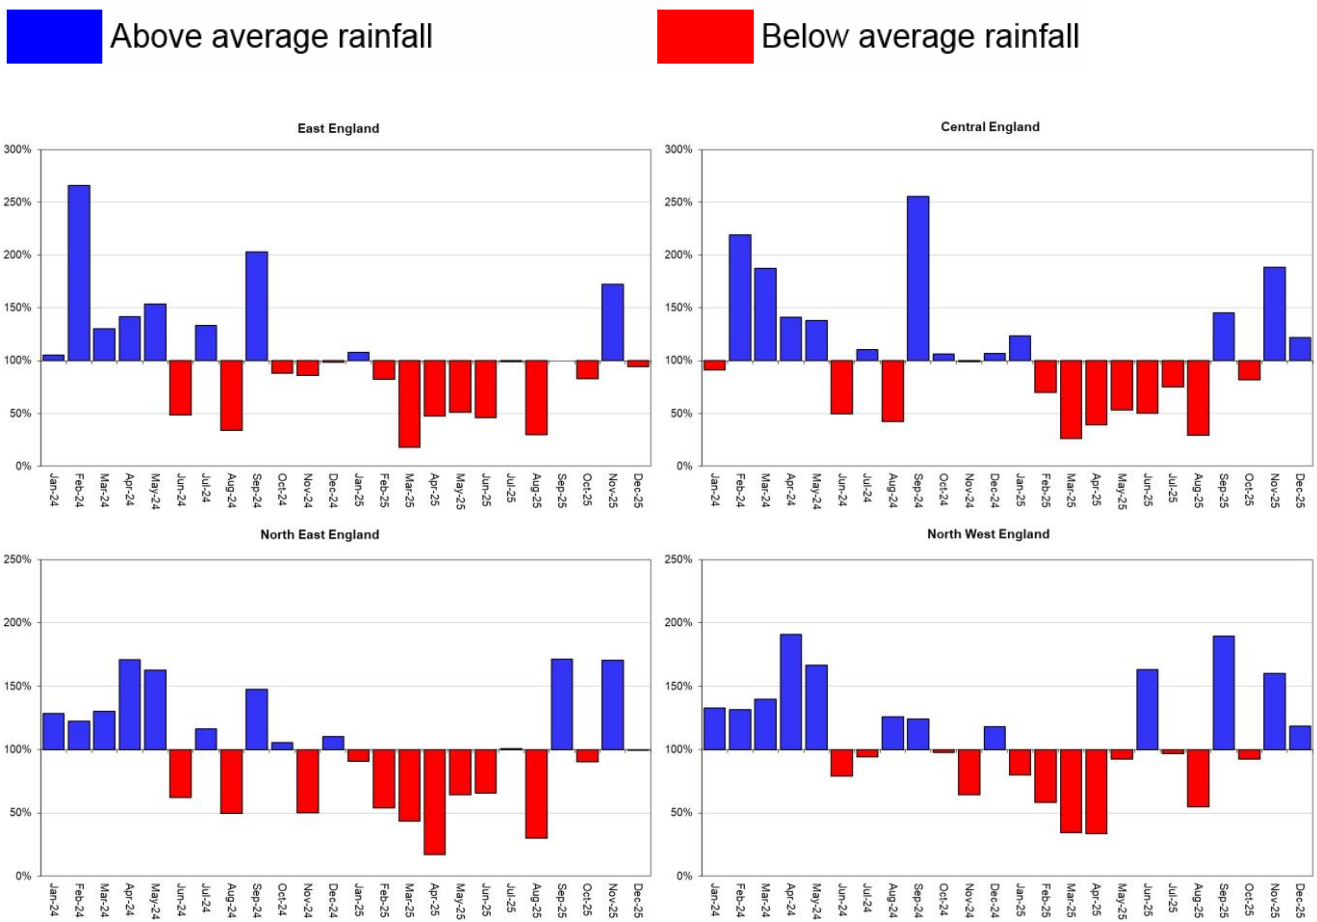 Above average rainfall
Below average rainfall
East England
300%
250%
200%
150%
100%
50%
0%
Jan-24
Feb-24
Mar-24
Apr-24
May-24
Jun-24
Jul-24
Aug-24
Sep-24
Oct-24
Nov-24
Dec-24
Jan-25
Feb-25
Mar-25
Apr-25
May-25
Jun-25
Jul-25
Aug-25
Sep-25
Oct-25
Nov-25
Dec-25
Central England
300%
250%
200%
150%
100%
50%
0%
Jan-24
Feb-24
Mar-24
Apr-24
May-24
Jun-24
Jul-24
Aug-24
Sep-24
Oct-24
Nov-24
Dec-24
Jan-25
Feb-25
Mar-25
Apr-25
May-25
Jun-25
Jul-25
Aug-25
Sep-25
Oct-25
Nov-25
Dec-25
North East England
250%
200%
150%
100%
50%
0%
Jan-24
Feb-24
Mar-24
Apr-24
May-24
Jun-24
Jul-24
Aug-24
Sep-24
Oct-24
Nov-24
Dec-24
Jan-25
Feb-25
Mar-25
Apr-25
May-25
Jun-25
Jul-25
Aug-25
Sep-25
Oct-25
Nov-25
Dec-25
North West England
250%
200%
150%
100%
50%
0%
Jan-24
Feb-24
Mar-24
Apr-24
May-24
Jun-24
Jul-24
Aug-24
Sep-24
Oct-24
Nov-24
Dec-24
Jan-25
Feb-25
Mar-25
Apr-25
May-25
Jun-25
Jul-25
Aug-25
Sep-25
Oct-25
Nov-25
Dec-25